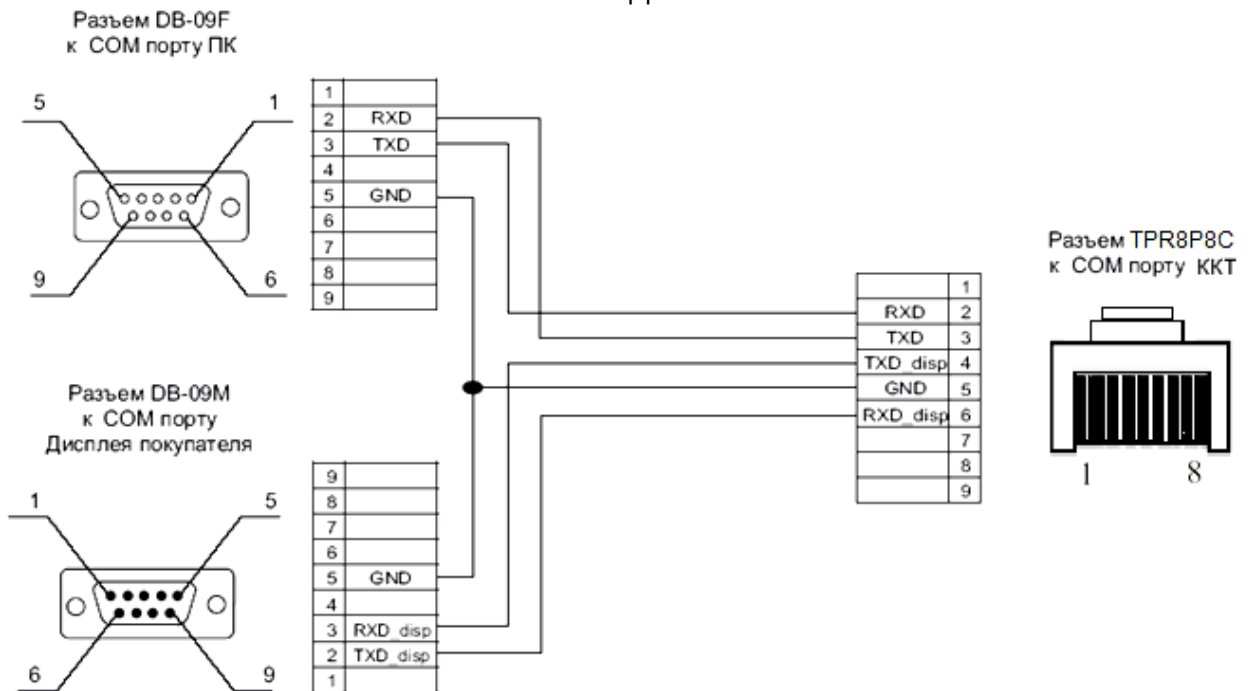 Разъем DB-09F
к COM порту ПК
5
1
9
6
1
2 RXD
3 TXD
4
5 GND
6
7
8
9
Разъем DB-09M
к COM порту
Дисплея покупателя
1
5
6
9
9
8
7
6
5 GND
4
3 RXD_disp
2 TXD_disp
1
1
RXD 2
TXD 3
TXD_disp 4
GND 5
RXD_disp 6
7
8
9
Разъем TPR8P8C
к COM порту ККТ
1 8